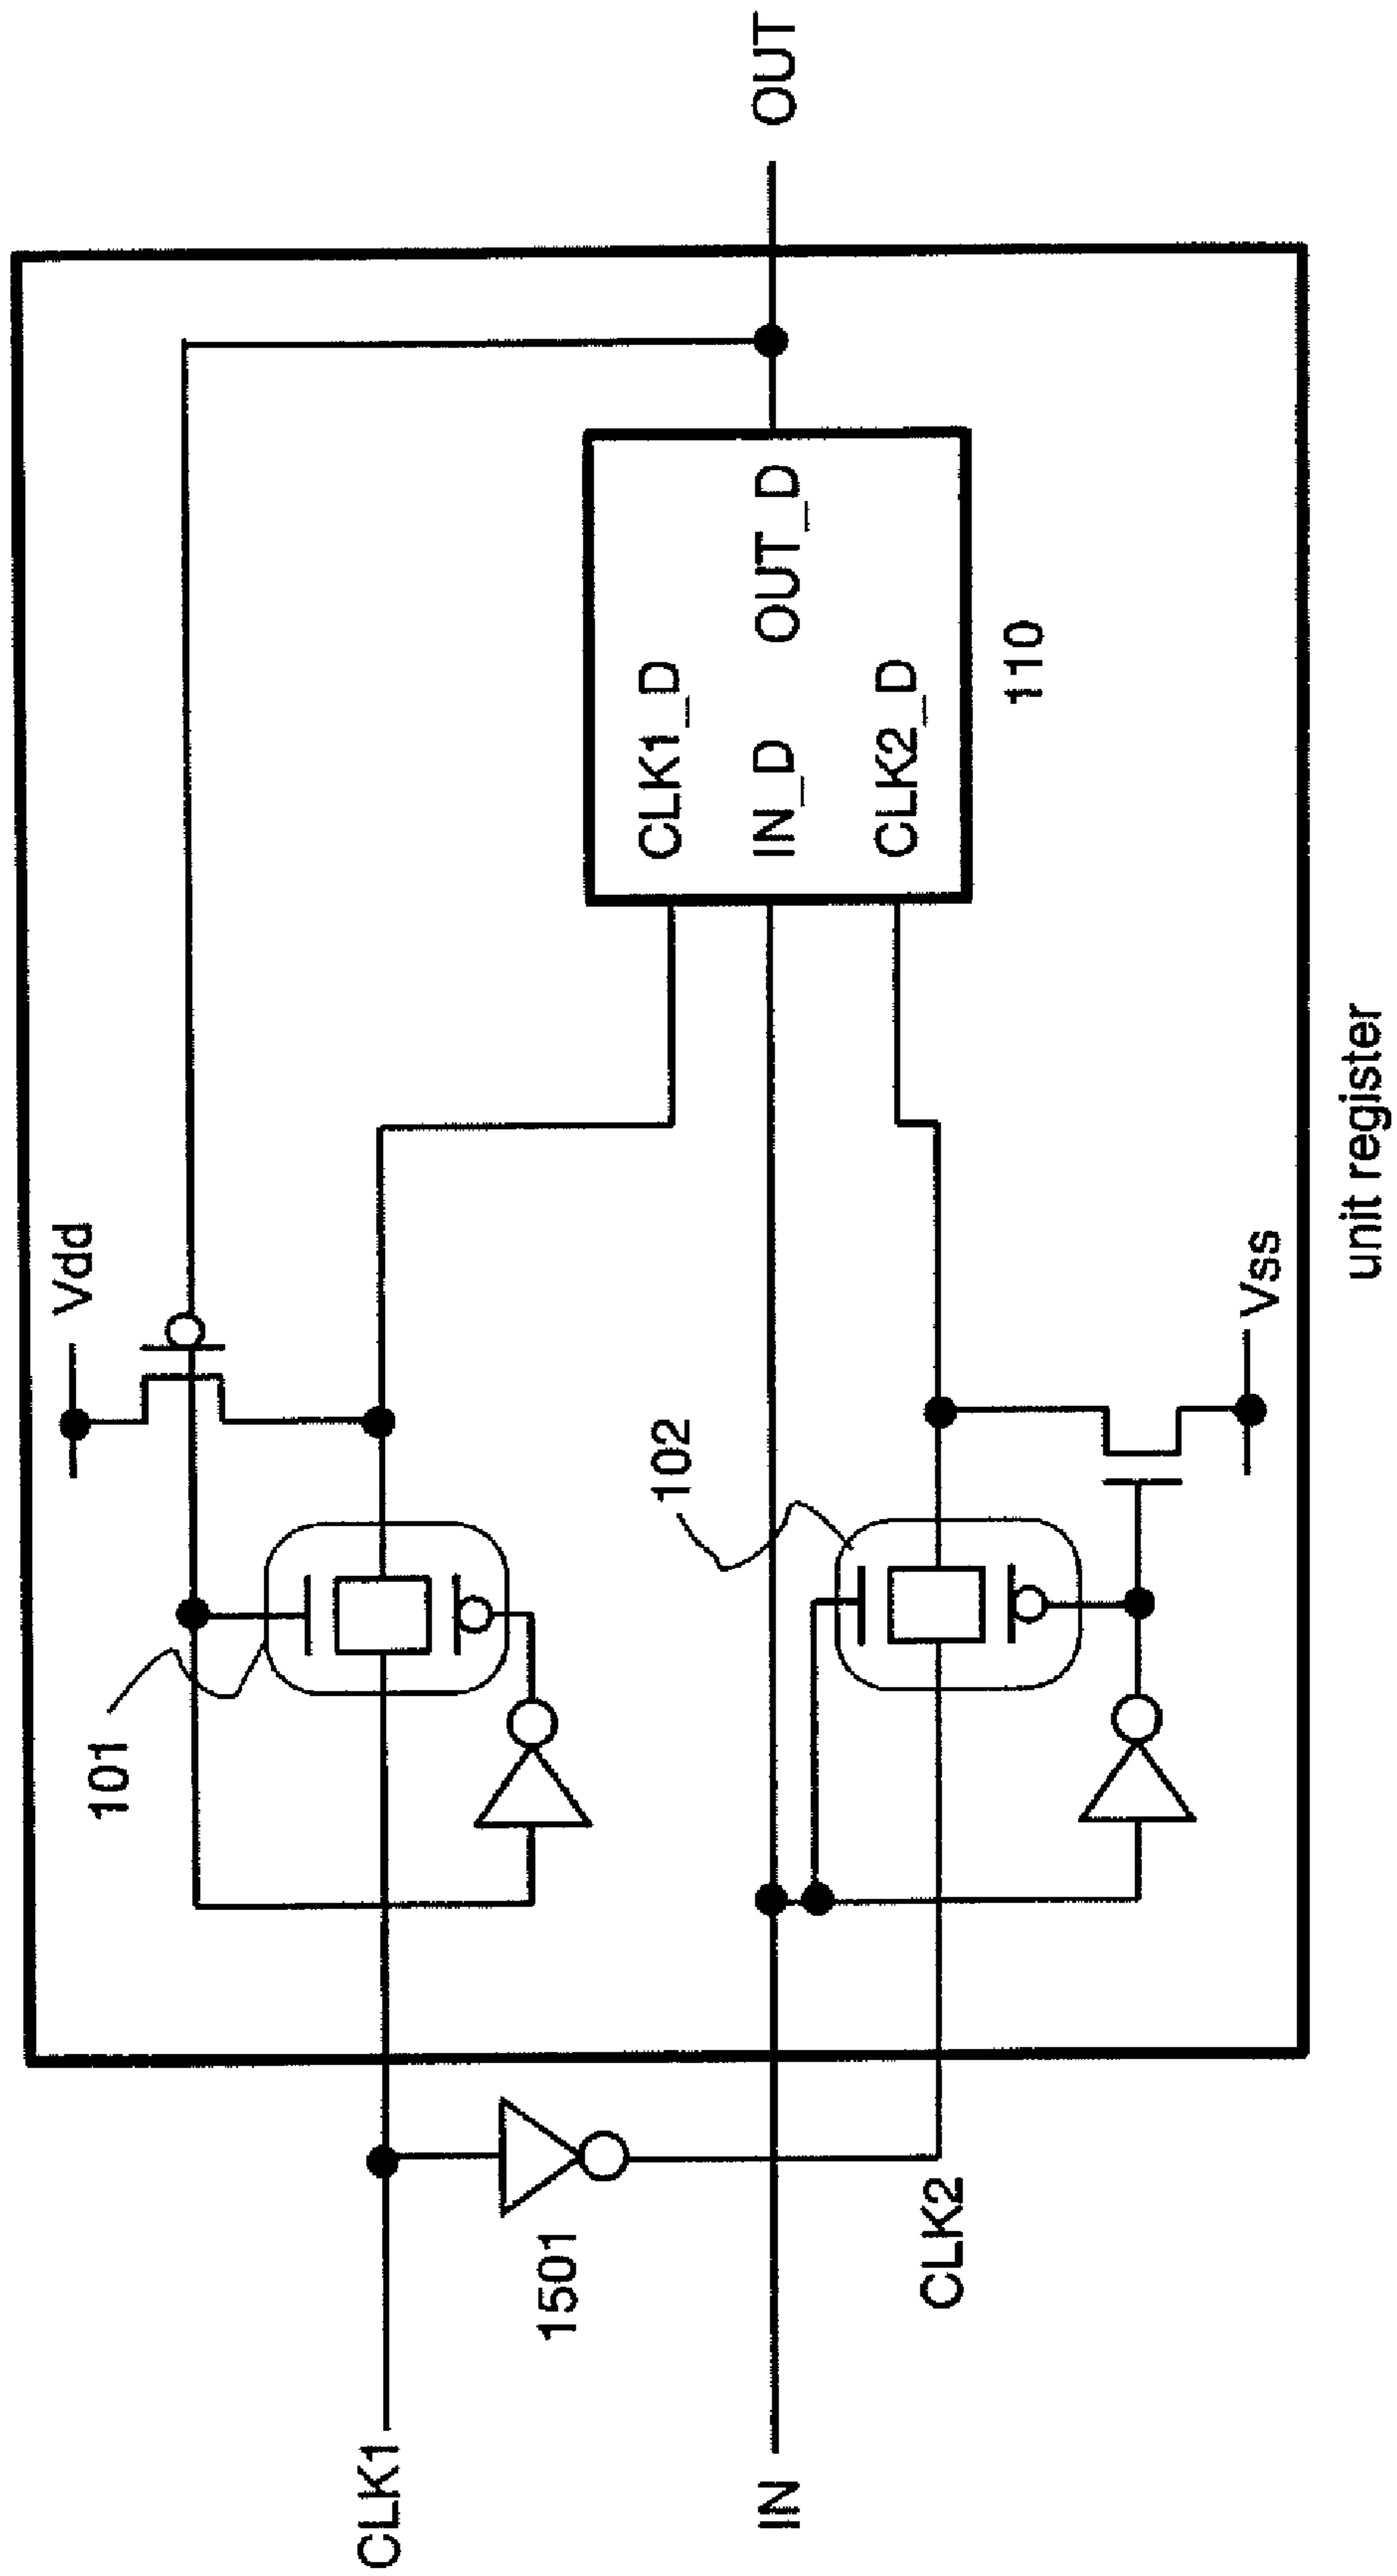 Vdd
101
CLK1
1501
102
CLK1_D
IN_D
OUT_D
CLK2_D
110
OUT
IN
CLK2
Vss
unit register